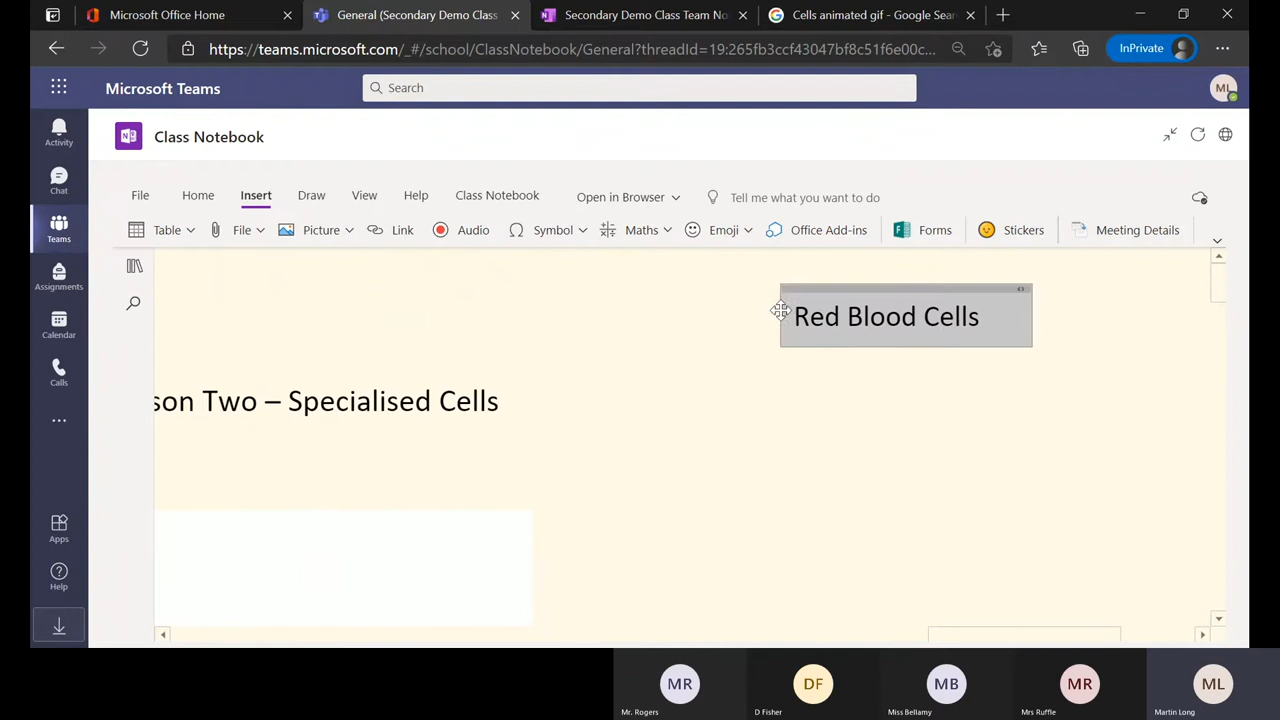 Microsoft Office Home
General (Secondary Demo Class
Secondary Demo Class Team No
Cells animated gif - Google Sear
https://teams.microsoft.com/_#/school/ClassNotebook/General?threadId=19:265fb3ccf43047bf8c51f6e00c...
InPrivate
Microsoft Teams
Search
ML
Activity
Chat
Teams
Assignments
Calendar
Calls
Apps
Help
Class Notebook
File Home Insert Draw View Help Class Notebook Open in Browser Tell me what you want to do
Table File Picture Link Audio Symbol Maths Emoji Office Add-ins Forms Stickers Meeting Details
Red Blood Cells
son Two – Specialised Cells
MR DF MB MR ML
Mr. Rogers D Fisher Miss Bellamy Mrs Ruffle Martin Long